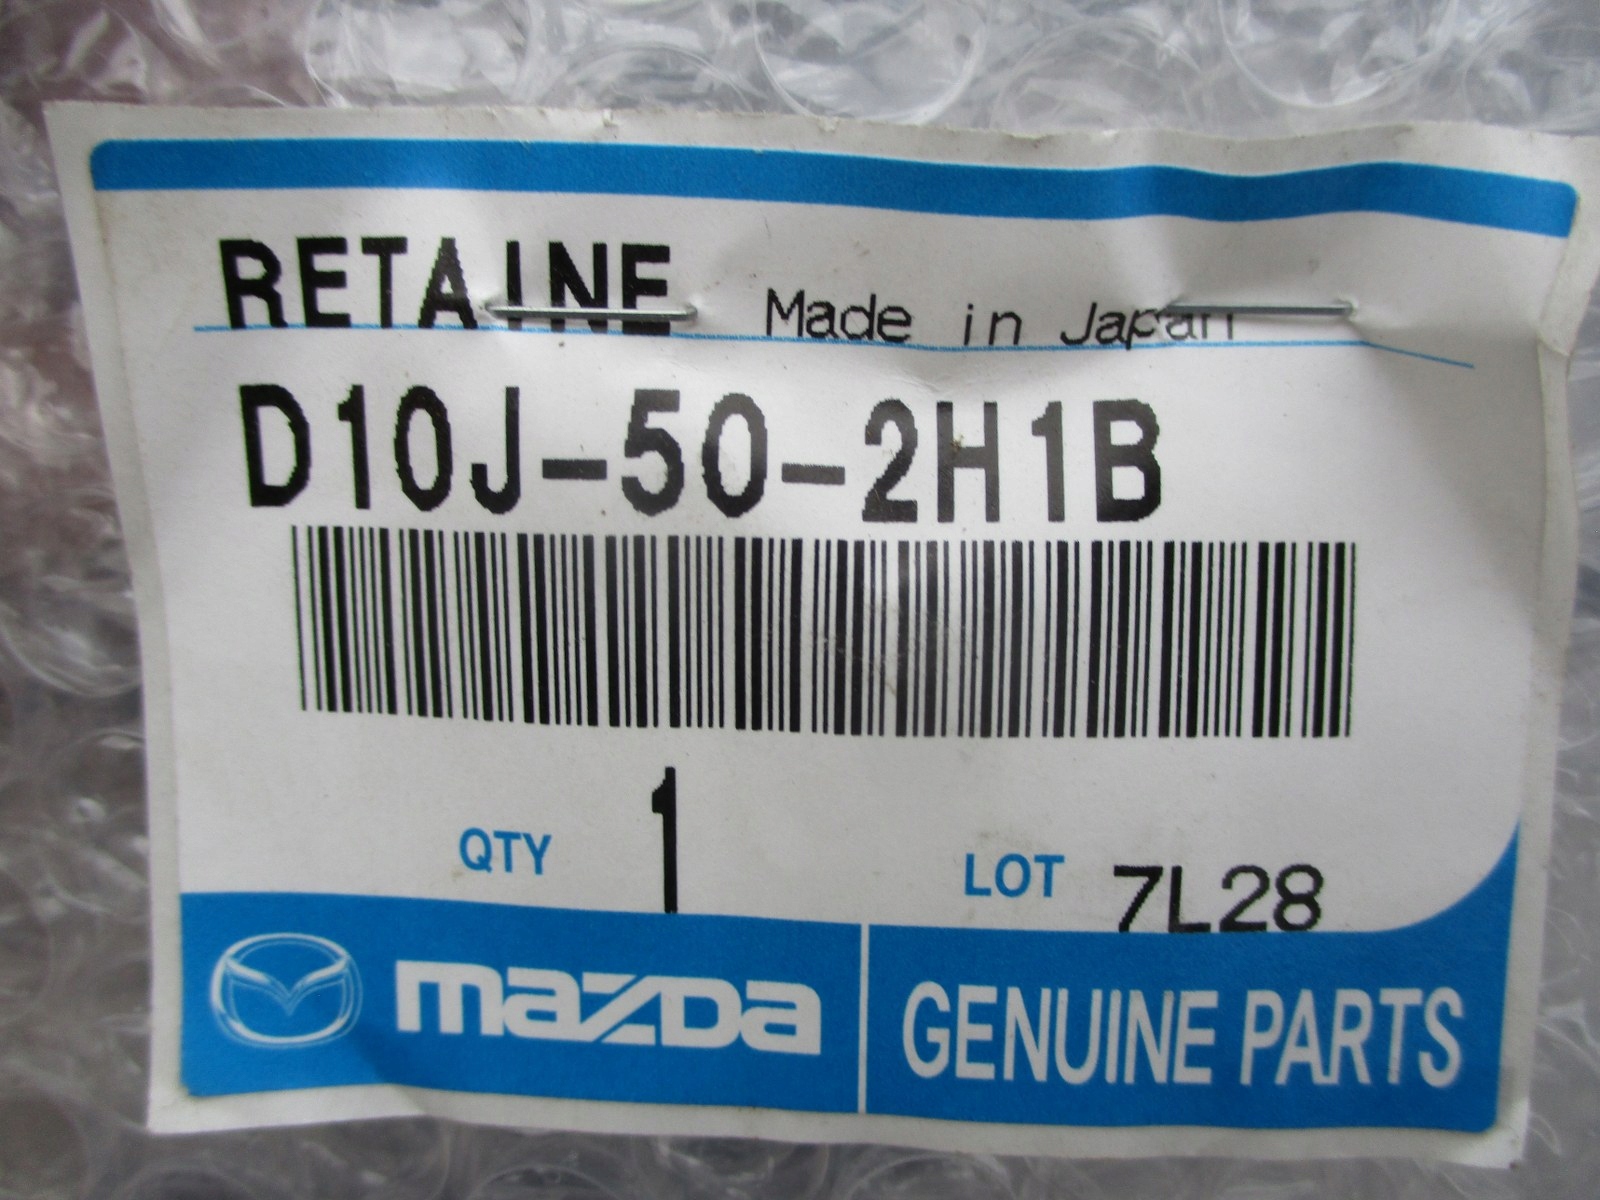 RETAINE Made in Japan
D10J-50-2H1B
QTY 1 LOT 7L28
mazda GENUINE PARTS